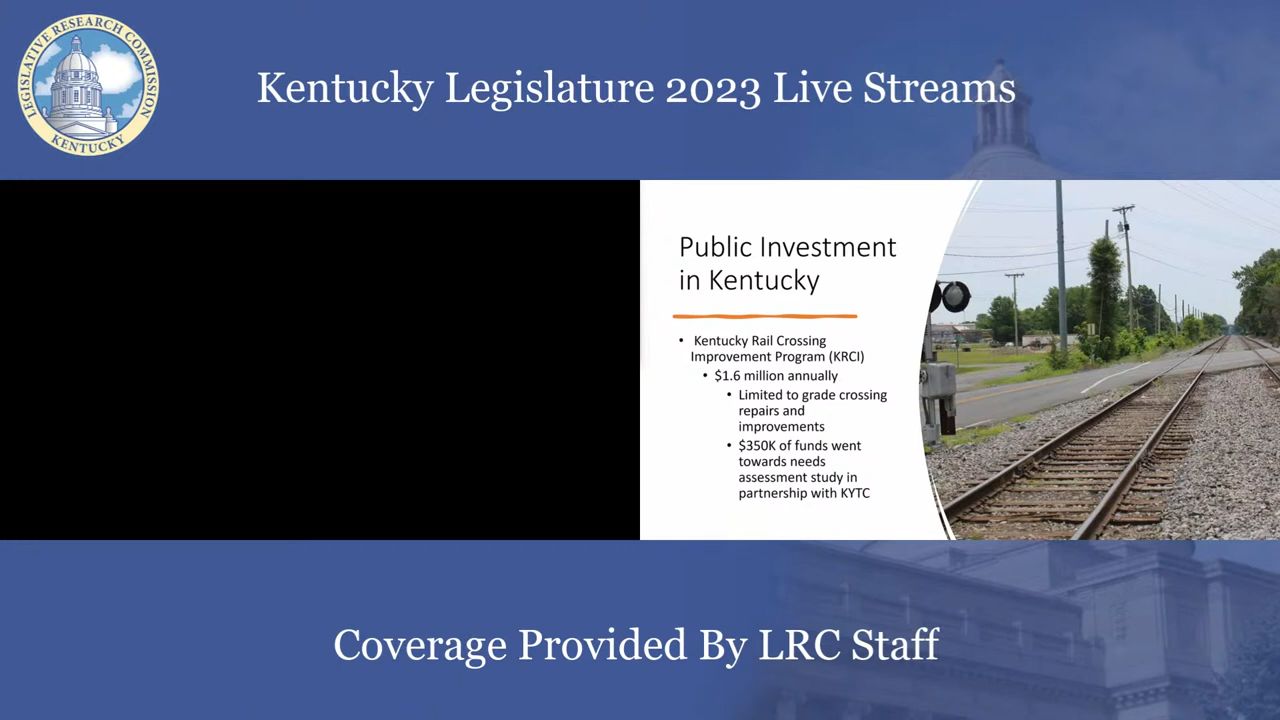 LEGISLATIVE RESEARCH COMMISSION
KENTUCKY
Kentucky Legislature 2023 Live Streams
Public Investment
in Kentucky
• Kentucky Rail Crossing
Improvement Program (KRCI)
• $1.6 million annually
• Limited to grade crossing
repairs and
improvements
• $350K of funds went
towards needs
assessment study in
partnership with KYTC
Coverage Provided By LRC Staff